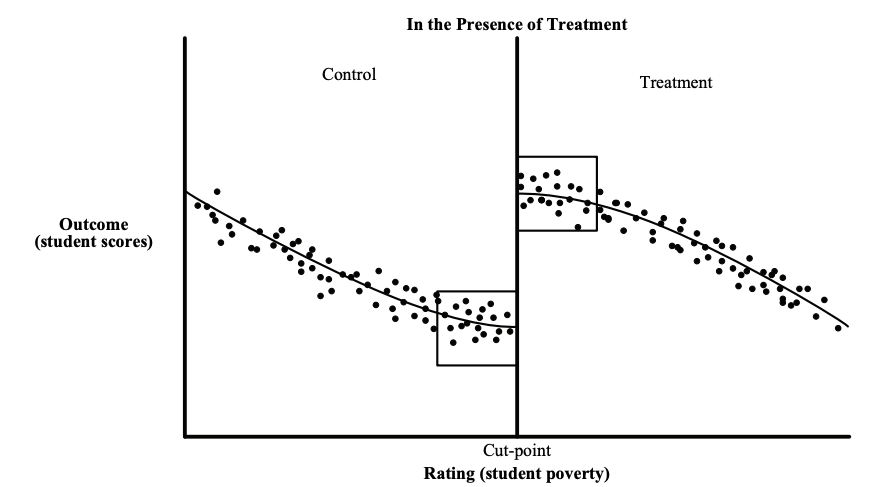 In the Presence of Treatment
Control
Treatment
Outcome
(student scores)
Cut-point
Rating (student poverty)